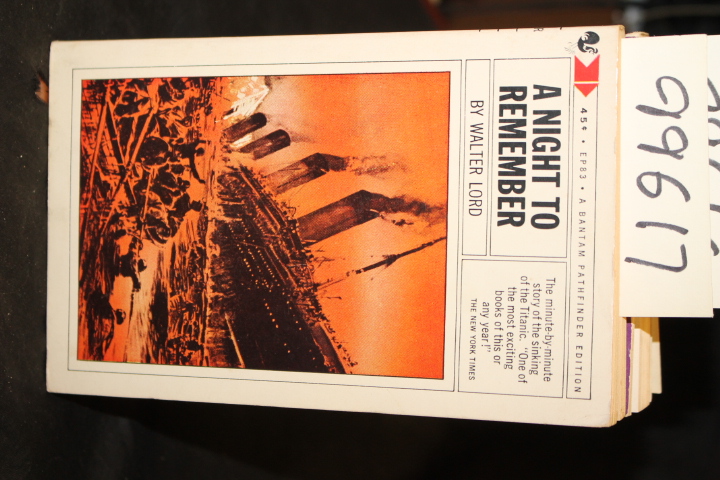 45¢ • EP83 • A BANTAM PATHFINDER EDITION
A NIGHT TO
REMEMBER
BY WALTER LORD
The minute-by-minute
story of the sinking
of the Titanic. "One of
the most exciting
books of this or
any year!"
THE NEW YORK TIMES
99617